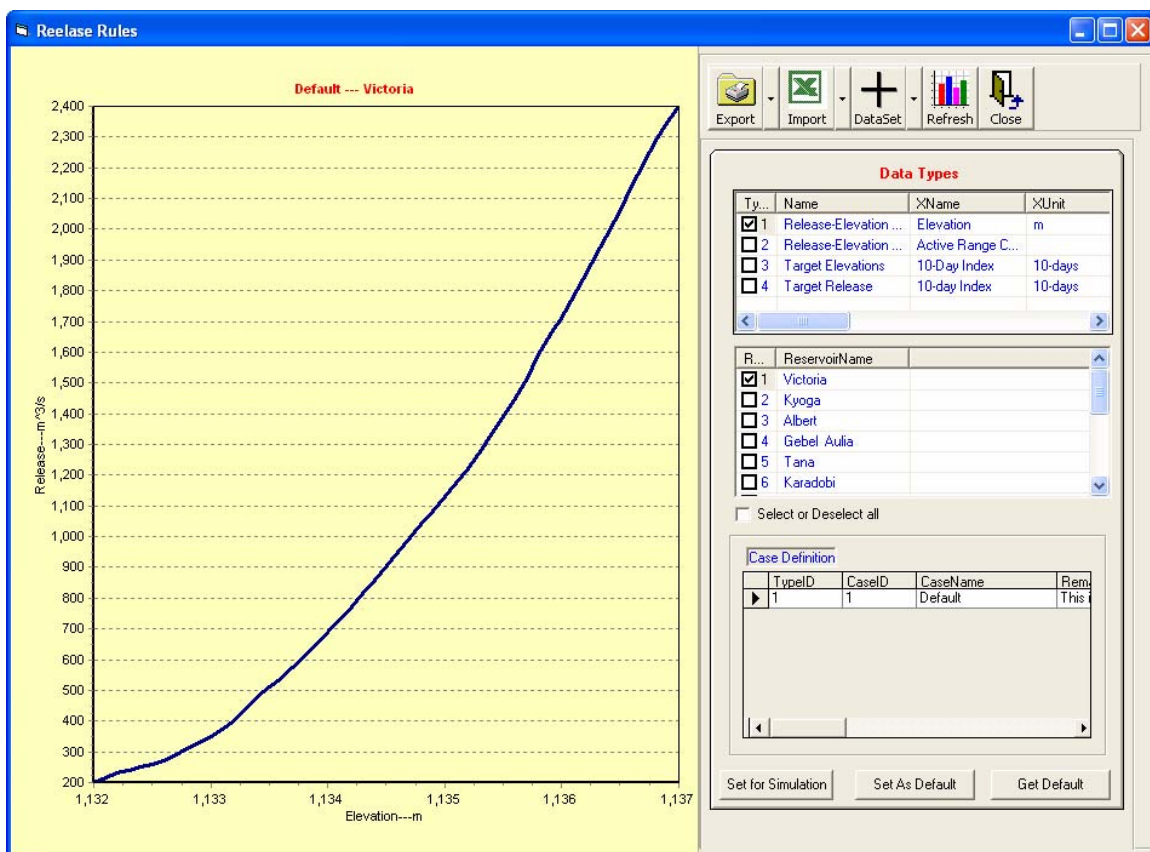 Reelase Rules
Default --- Victoria
2,400
2,300
2,200
2,100
2,000
1,900
1,800
1,700
1,600
1,500
1,400
1,300
1,200
1,100
1,000
900
800
700
600
500
400
300
200
Release---m^3/s
1,132 1,133 1,134 1,135 1,136 1,137
Elevation---m
Export Import DataSet Refresh Close
Data Types
Ty... Name XName XUnit
1 Release-Elevation ... Elevation m
2 Release-Elevation ... Active Range C...
3 Target Elevations 10-Day Index 10-days
4 Target Release 10-day Index 10-days
R... ReservoirName
1 Victoria
2 Kyoga
3 Albert
4 Gebel Aulia
5 Tana
6 Karadobi
Select or Deselect all
Case Definition
TypeID CaseID CaseName Rema
1 1 Default This i
Set for Simulation Set As Default Get Default